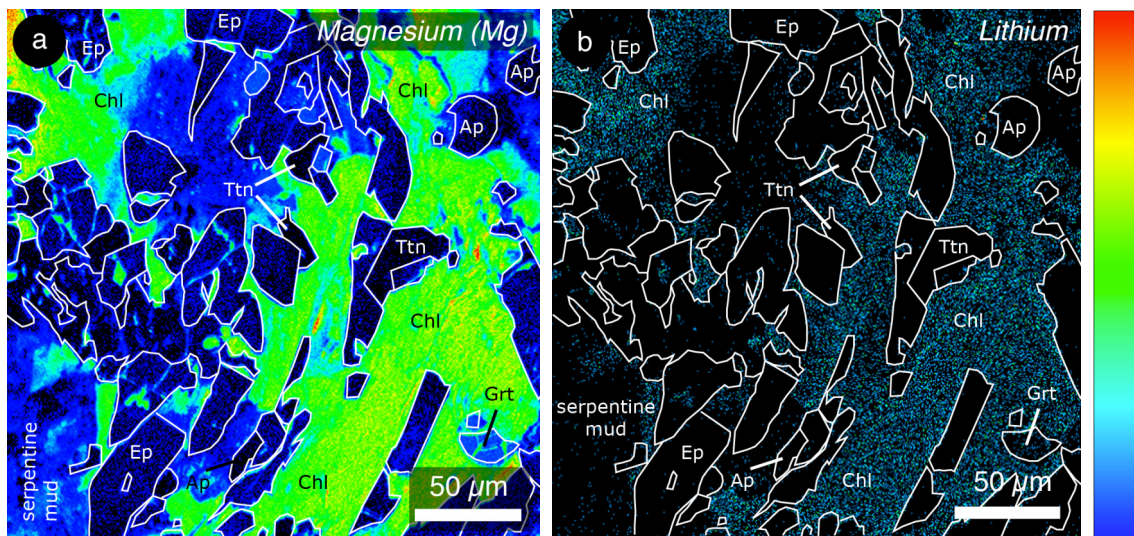 a
Magnesium (Mg)
Ep
Ep
Chl
Chl
Ap
Ap
Ttn
Ttn
Chl
Grt
Ep
Ap
Chl
serpentine
mud
50 µm
b
Lithium
Ep
Ep
Chl
Chl
Ap
Ap
Ttn
Ttn
Chl
Grt
serpentine
mud
Ep
Ap
Chl
50 µm